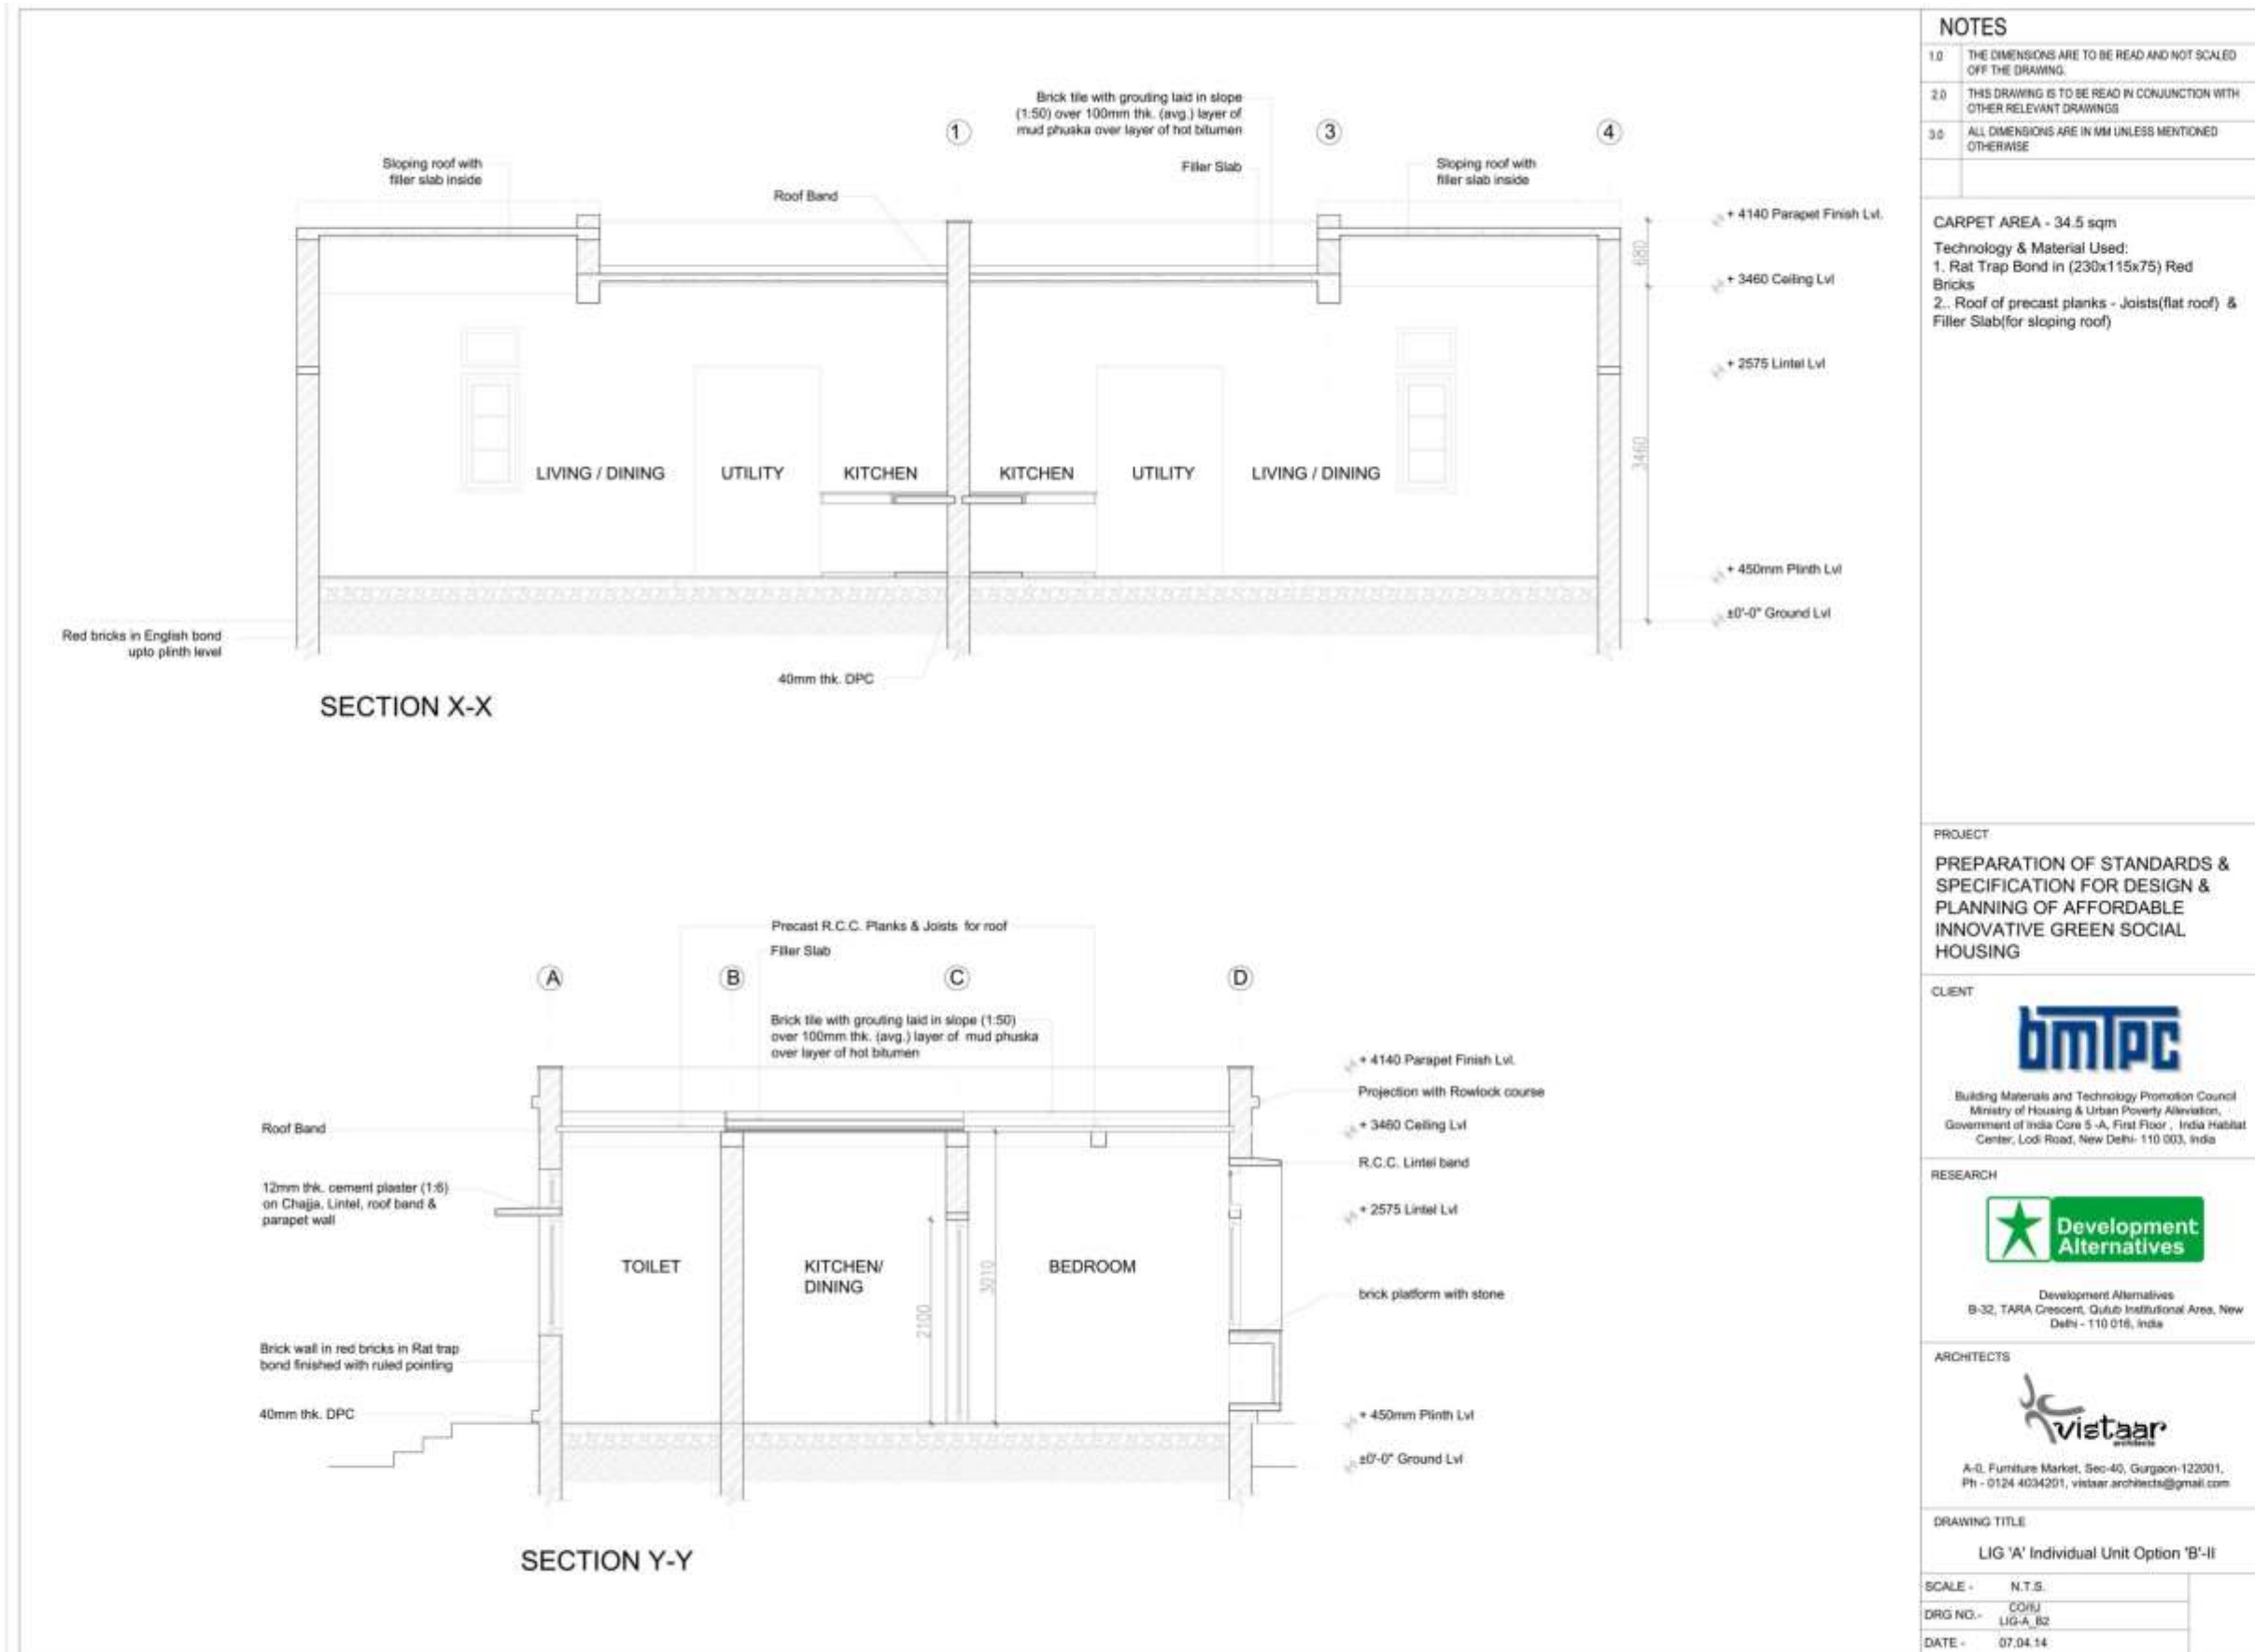 Brick tile with grouting laid in slope
(1:50) over 100mm thk. (avg.) layer of
mud phuska over layer of hot bitumen
1
3
4
Sloping roof with
filler slab inside
Filler Slab
Sloping roof with
filler slab inside
Roof Band
+ 4140 Parapet Finish Lvl.
680
+ 3460 Ceiling Lvl
+ 2575 Lintel Lvl
3460
LIVING / DINING
UTILITY
KITCHEN
KITCHEN
UTILITY
LIVING / DINING
+ 450mm Plinth Lvl
±0'-0" Ground Lvl
Red bricks in English bond
upto plinth level
40mm thk. DPC
SECTION X-X
Precast R.C.C. Planks & Joists for roof
Filler Slab
A
B
C
D
Brick tile with grouting laid in slope (1:50)
over 100mm thk. (avg.) layer of mud phuska
over layer of hot bitumen
+ 4140 Parapet Finish Lvl.
Projection with Rowlock course
Roof Band
+ 3460 Ceiling Lvl
R.C.C. Lintel band
12mm thk. cement plaster (1:6)
on Chajja, Lintel, roof band &
parapet wall
+ 2575 Lintel Lvl
TOILET
KITCHEN/
DINING
BEDROOM
3010
2100
brick platform with stone
Brick wall in red bricks in Rat trap
bond finished with ruled pointing
40mm thk. DPC
+ 450mm Plinth Lvl
±0'-0" Ground Lvl
SECTION Y-Y
NOTES
1.0 THE DIMENSIONS ARE TO BE READ AND NOT SCALED
OFF THE DRAWING.
2.0 THIS DRAWING IS TO BE READ IN CONJUNCTION WITH
OTHER RELEVANT DRAWINGS
3.0 ALL DIMENSIONS ARE IN MM UNLESS MENTIONED
OTHERWISE
CARPET AREA - 34.5 sqm
Technology & Material Used:
1. Rat Trap Bond in (230x115x75) Red
Bricks
2.. Roof of precast planks - Joists(flat roof) &
Filler Slab(for sloping roof)
PROJECT
PREPARATION OF STANDARDS &
SPECIFICATION FOR DESIGN &
PLANNING OF AFFORDABLE
INNOVATIVE GREEN SOCIAL
HOUSING
CLIENT
bmTPC
Building Materials and Technology Promotion Council
Ministry of Housing & Urban Poverty Alleviation,
Government of India Core 5 -A, First Floor , India Habitat
Center, Lodi Road, New Delhi- 110 003, India
RESEARCH
Development
Alternatives
Development Alternatives
B-32, TARA Crescent, Qutub Institutional Area, New
Delhi - 110 016, India
ARCHITECTS
vistaar
architects
A-0, Furniture Market, Sec-40, Gurgaon-122001,
Ph - 0124 4034201, vistaar.architects@gmail.com
DRAWING TITLE
LIG 'A' Individual Unit Option 'B'-II
SCALE - N.T.S.
DRG NO.- CO/IU
LIG-A_B2
DATE - 07.04.14